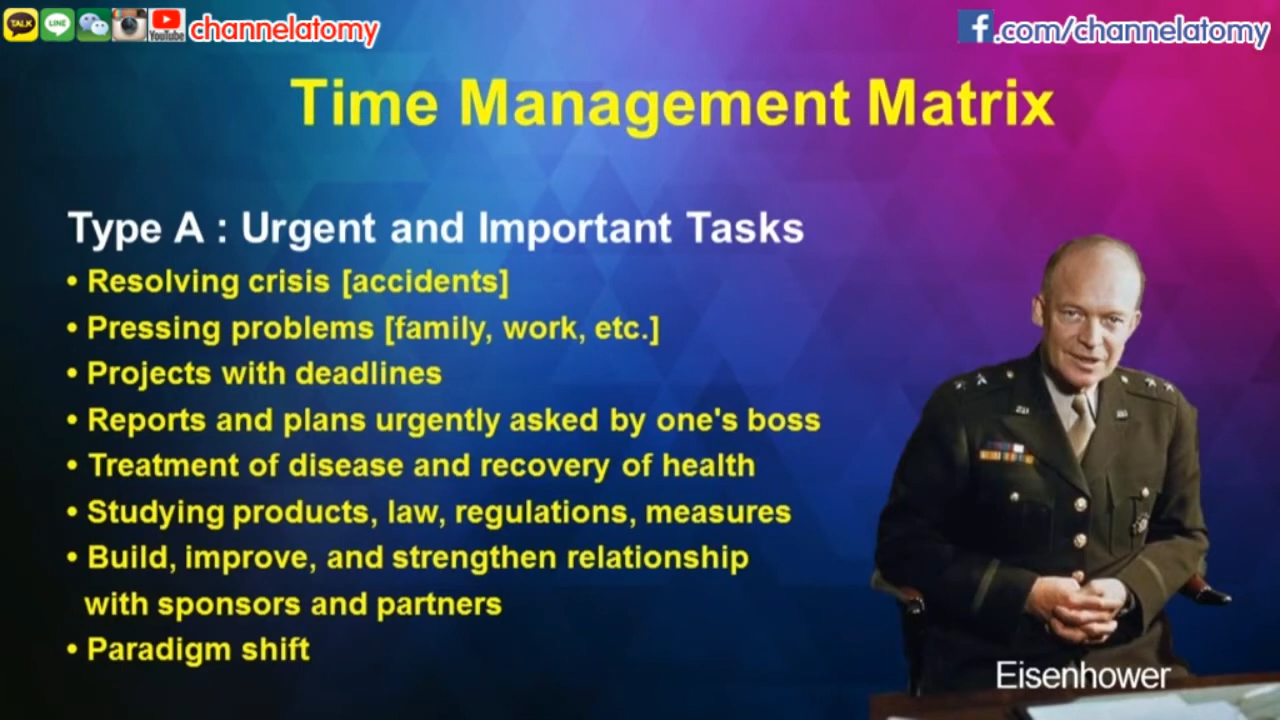 TALK
LINE
YouTube
channelatomy
f.com/channelatomy
Time Management Matrix
Type A : Urgent and Important Tasks
• Resolving crisis [accidents]
• Pressing problems [family, work, etc.]
• Projects with deadlines
• Reports and plans urgently asked by one's boss
• Treatment of disease and recovery of health
• Studying products, law, regulations, measures
• Build, improve, and strengthen relationship
with sponsors and partners
• Paradigm shift
Eisenhower